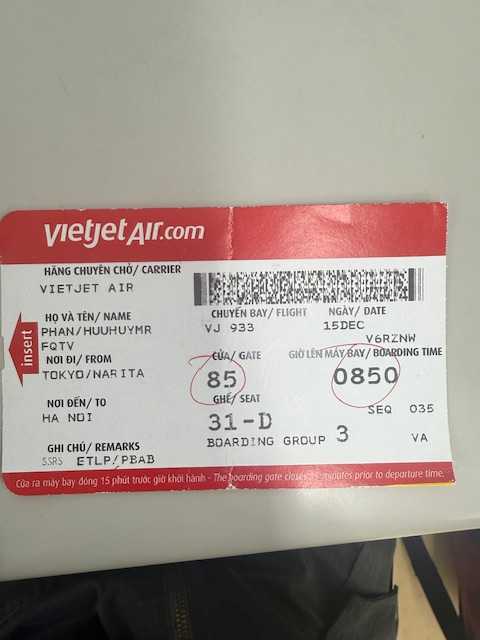 vietjetAir.com
HÃNG CHUYÊN CHỞ/ CARRIER
VIETJET AIR
HỌ VÀ TÊN/ NAME
PHAN/HUUHUYMR
FQTV
NƠI ĐI/ FROM
TOKYO/NARITA
NƠI ĐẾN/ TO
HA NOI
GHI CHÚ/ REMARKS
SSRS ETLP/PBAB
insert
CHUYẾN BAY/ FLIGHT NGÀY/ DATE
VJ 933 15DEC
V6RZNW
CỬA/ GATE GIỜ LÊN MÁY BAY/ BOARDING TIME
85 0850
GHẾ/ SEAT
31-D SEQ 035
BOARDING GROUP 3 VA
Cửa ra máy bay đóng 15 phút trước giờ khởi hành - The boarding gate closes minutes prior to departure time.